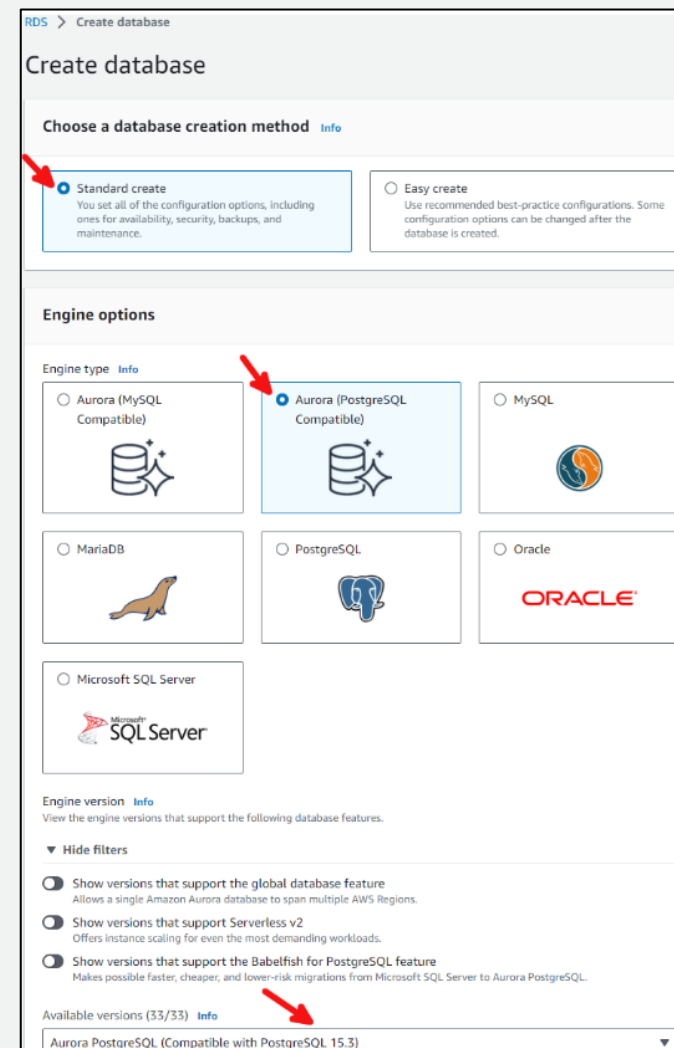 RDS > Create database
Create database
Choose a database creation method Info
Standard create
You set all of the configuration options, including
ones for availability, security, backups, and
maintenance.
Easy create
Use recommended best-practice configurations. Some
configuration options can be changed after the
database is created.
Engine options
Engine type Info
Aurora (MySQL
Compatible)
Aurora (PostgreSQL
Compatible)
MySQL
MariaDB
PostgreSQL
Oracle
ORACLE
Microsoft SQL Server
Microsoft
SQL Server
Engine version Info
View the engine versions that support the following database features.
Hide filters
Show versions that support the global database feature
Allows a single Amazon Aurora database to span multiple AWS Regions.
Show versions that support Serverless v2
Offers instance scaling for even the most demanding workloads.
Show versions that support the Babelfish for PostgreSQL feature
Makes possible faster, cheaper, and lower-risk migrations from Microsoft SQL Server to Aurora PostgreSQL.
Available versions (33/33) Info
Aurora PostgreSQL (Compatible with PostgreSQL 15.3)